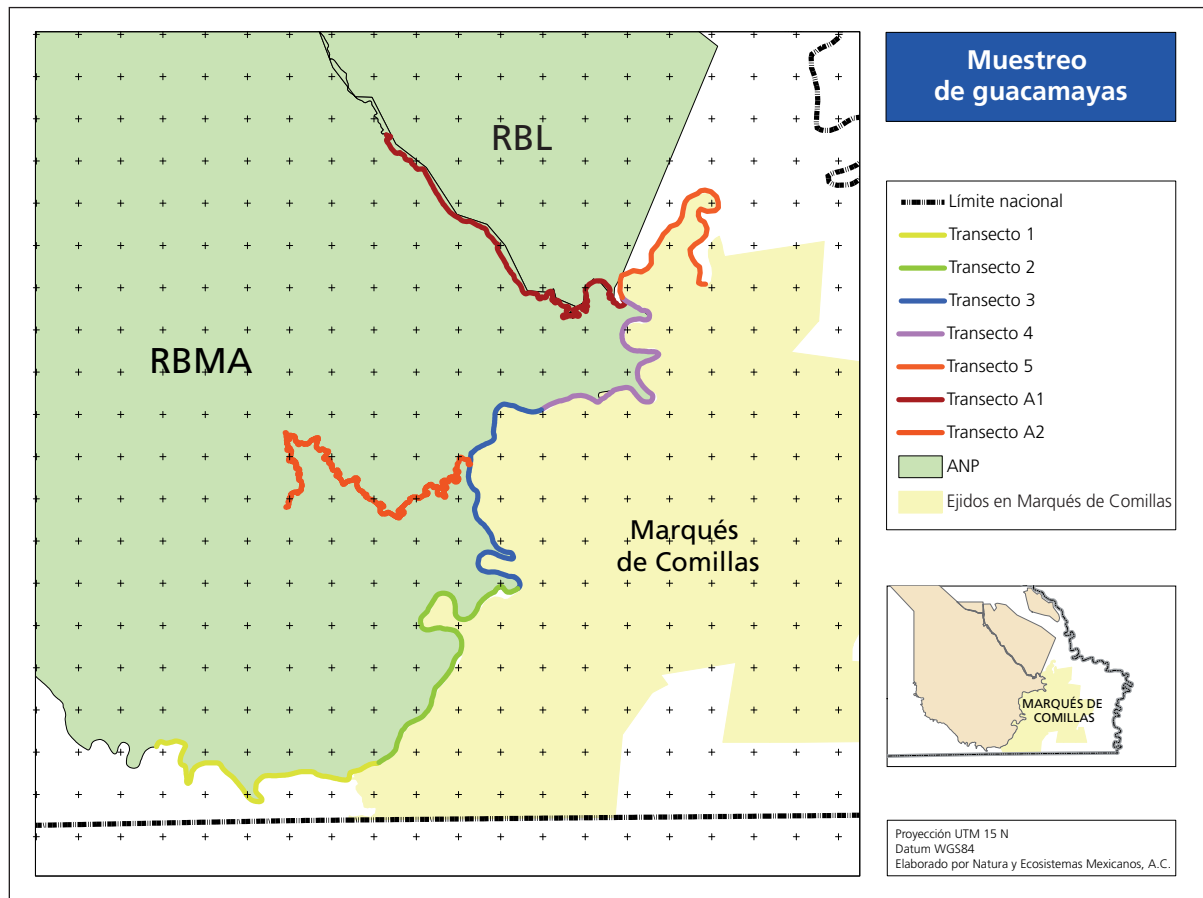 Muestreo
de guacamayas
RBL
RBMA
Marqués
de Comillas
Límite nacional
Transecto 1
Transecto 2
Transecto 3
Transecto 4
Transecto 5
Transecto A1
Transecto A2
ANP
Ejidos en Marqués de Comillas
MARQUÉS DE
COMILLAS
Proyección UTM 15 N
Datum WGS84
Elaborado por Natura y Ecosistemas Mexicanos, A.C.